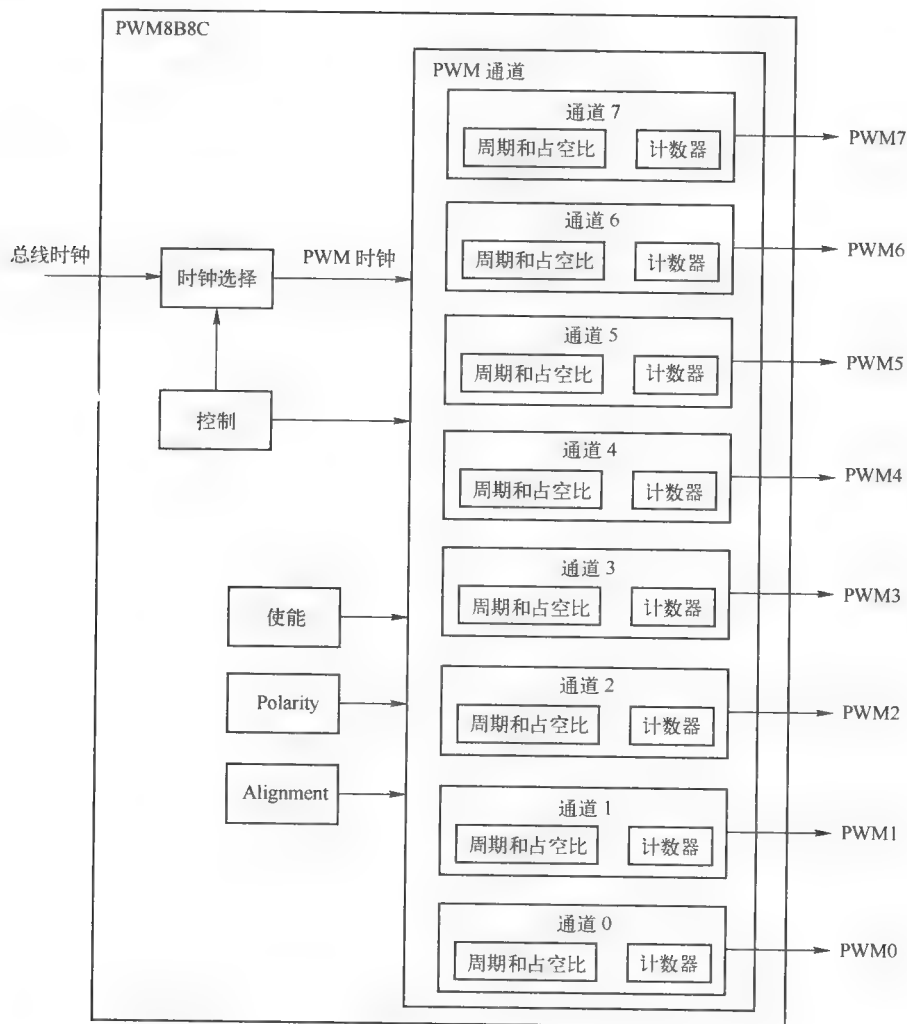 PWM8B8C
PWM 通道
通道 7
周期和占空比
计数器
PWM7
通道 6
周期和占空比
计数器
PWM6
总线时钟
时钟选择
PWM 时钟
通道 5
周期和占空比
计数器
PWM5
控制
通道 4
周期和占空比
计数器
PWM4
通道 3
周期和占空比
计数器
PWM3
使能
通道 2
周期和占空比
计数器
PWM2
Polarity
Alignment
通道 1
周期和占空比
计数器
PWM1
通道 0
周期和占空比
计数器
PWM0